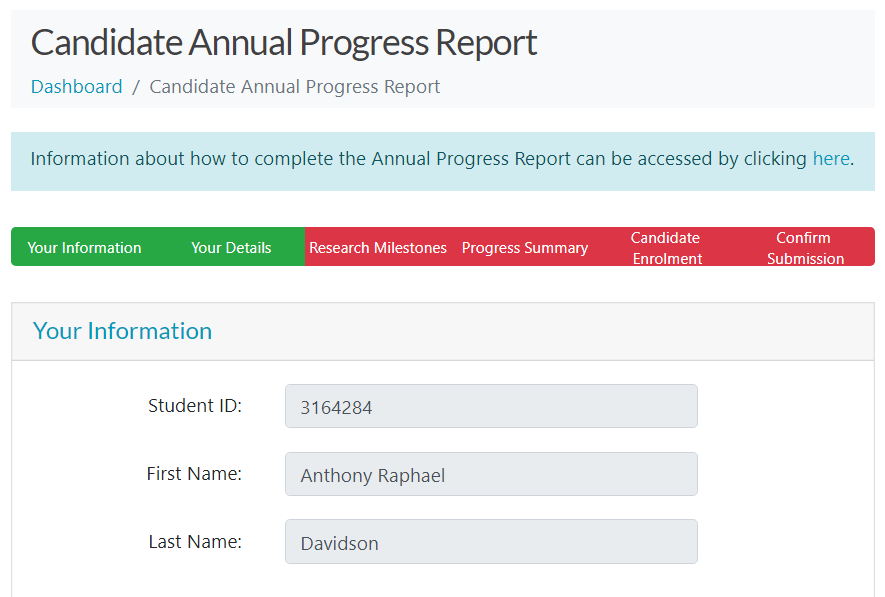 Candidate Annual Progress Report
Dashboard / Candidate Annual Progress Report
Information about how to complete the Annual Progress Report can be accessed by clicking here.
Your Information
Your Details
Research Milestones
Progress Summary
Candidate
Enrolment
Confirm
Submission
Your Information
Student ID: 3164284
First Name: Anthony Raphael
Last Name: Davidson